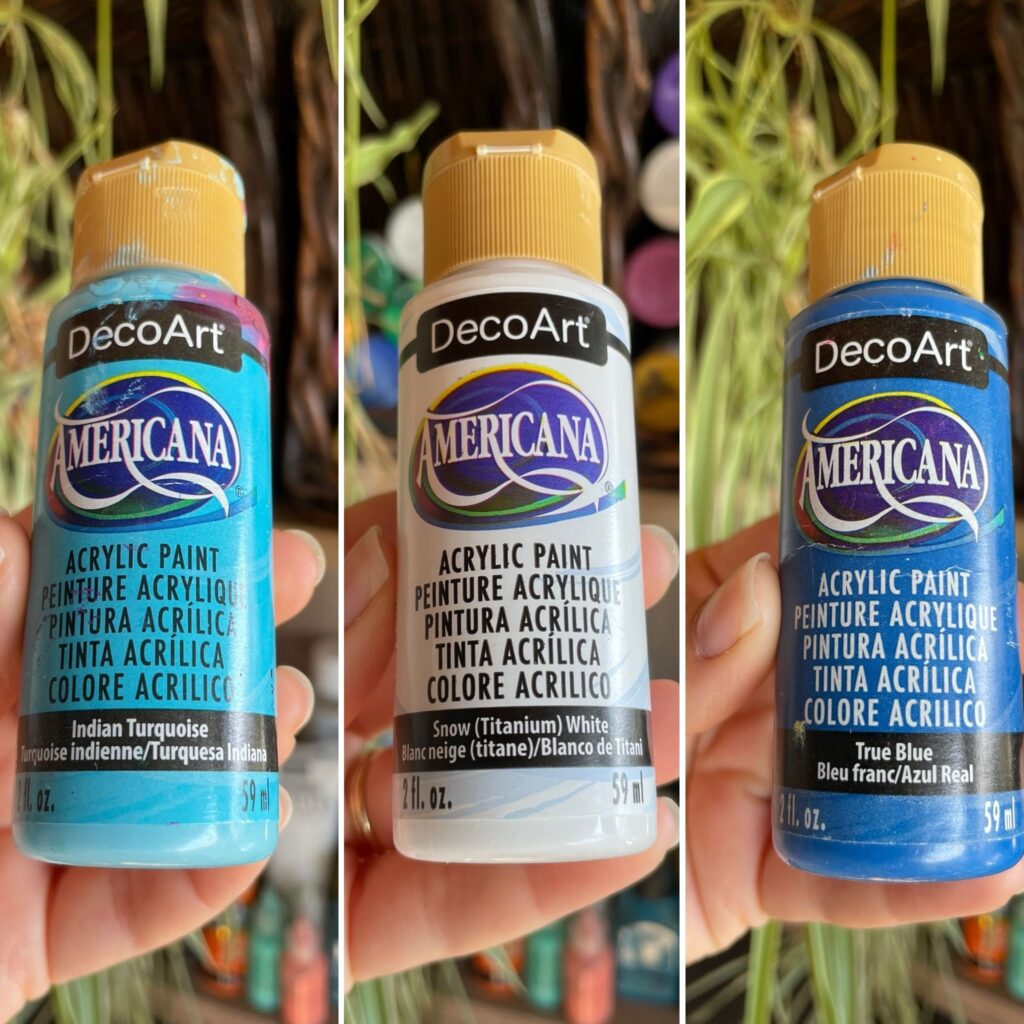 DecoArt®
AMERICANA
ACRYLIC PAINT
PEINTURE ACRYLIQUE
PINTURA ACRÍLICA
TINTA ACRÍLICA
COLORE ACRILICO
Indian Turquoise
Turquoise indienne/Turquesa Indiana
2 fl. oz. 59 ml
DecoArt®
AMERICANA®
ACRYLIC PAINT
PEINTURE ACRYLIQUE
PINTURA ACRÍLICA
TINTA ACRÍLICA
COLORE ACRILICO
Snow (Titanium) White
Blanc neige (titane)/Blanco de Titani
2 fl. oz. 59 ml
DecoArt®
AMERICANA
ACRYLIC PAINT
PEINTURE ACRYLIQUE
PINTURA ACRÍLICA
TINTA ACRÍLICA
COLORE ACRILICO
True Blue
Bleu franc/Azul Real
2 fl. oz. 59 ml